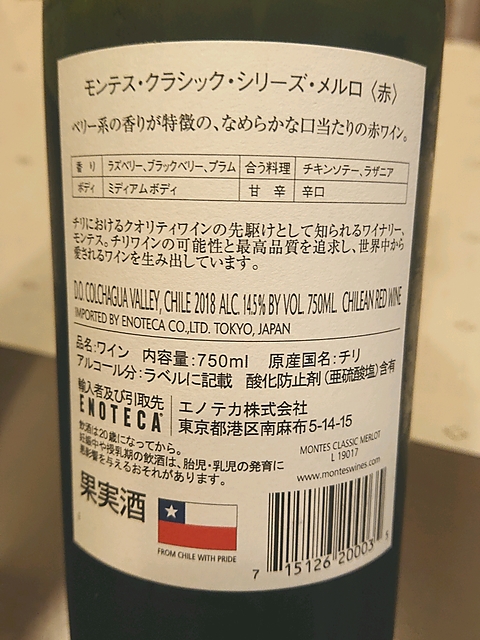 モンテス・クラシック・シリーズ・メルロ〈赤〉
ベリー系の香りが特徴の、なめらかな口当たりの赤ワイン。
香り ラズベリー、ブラックベリー、プラム 合う料理 チキンソテー、ラザニア
ボディ ミディアムボディ 甘辛 辛口
チリにおけるクオリティワインの先駆けとして知られるワイナリー、
モンテス。チリワインの可能性と最高品質を追求し、世界中から
愛されるワインを生み出しています。
D.O. COLCHAGUA VALLEY, CHILE 2018 ALC. 14.5% BY VOL. 750ML. CHILEAN RED WINE
IMPORTED BY ENOTECA CO.,LTD. TOKYO, JAPAN
品名:ワイン 内容量:750ml 原産国名:チリ
アルコール分:ラベルに記載 酸化防止剤(亜硫酸塩)含有
輸入者及び引取先
ENOTECA
エノテカ株式会社
東京都港区南麻布5-14-15
飲酒は20歳になってから。
妊娠中や授乳期の飲酒は、胎児・乳児の発育に
悪影響を与えるおそれがあります。
MONTES CLASSIC MERLOT
L 19017
www.monteswines.com
果実酒
FROM CHILE WITH PRIDE
7 15126 20003 5